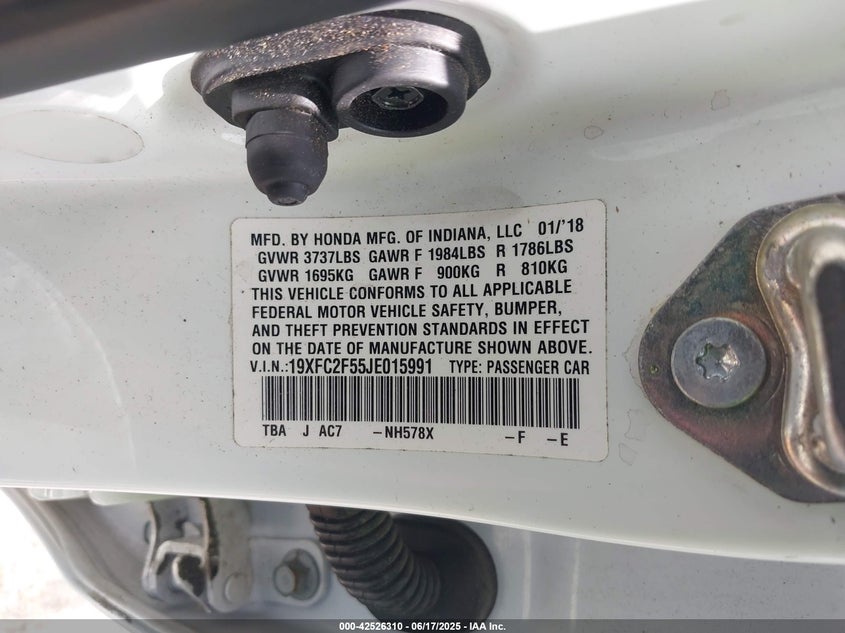 MFD. BY HONDA MFG. OF INDIANA, LLC 01/'18
GVWR 3737LBS GAWR F 1984LBS R 1786LBS
GVWR 1695KG GAWR F 900KG R 810KG
THIS VEHICLE CONFORMS TO ALL APPLICABLE
FEDERAL MOTOR VEHICLE SAFETY, BUMPER,
AND THEFT PREVENTION STANDARDS IN EFFECT
ON THE DATE OF MANUFACTURE SHOWN ABOVE.
V.I.N.:19XFC2F55JE015991 TYPE: PASSENGER CAR
TBA J AC7 –NH578X –F –E
000-42526310 - 06/17/2025 - IAA Inc.